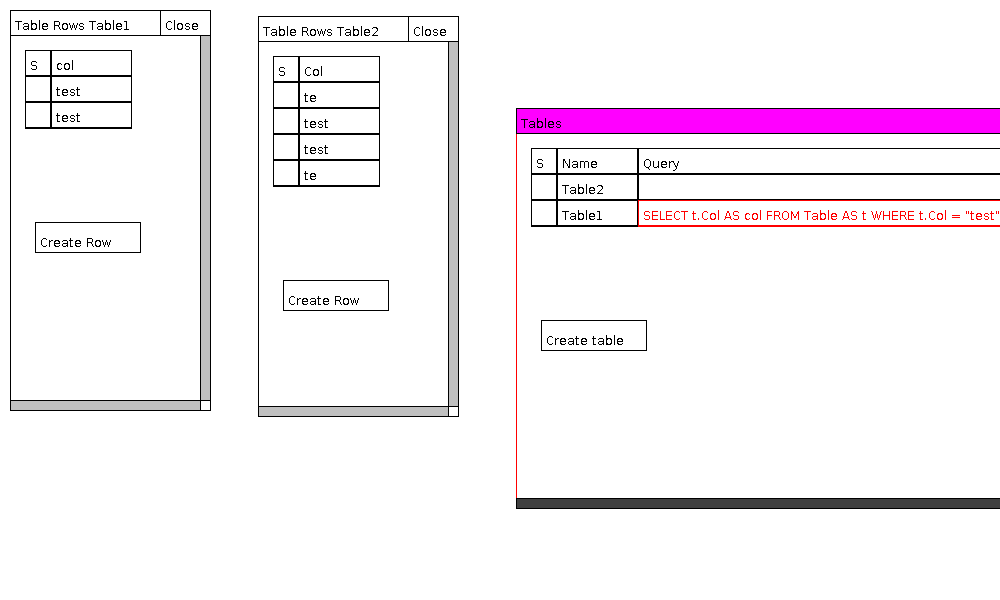 Table Rows Table1 Close
S col
test
test
Create Row
Table Rows Table2 Close
S Col
te
test
test
te
Create Row
Tables
S Name Query
Table2
Table1 SELECT t.Col AS col FROM Table AS t WHERE t.Col = "test"
Create table